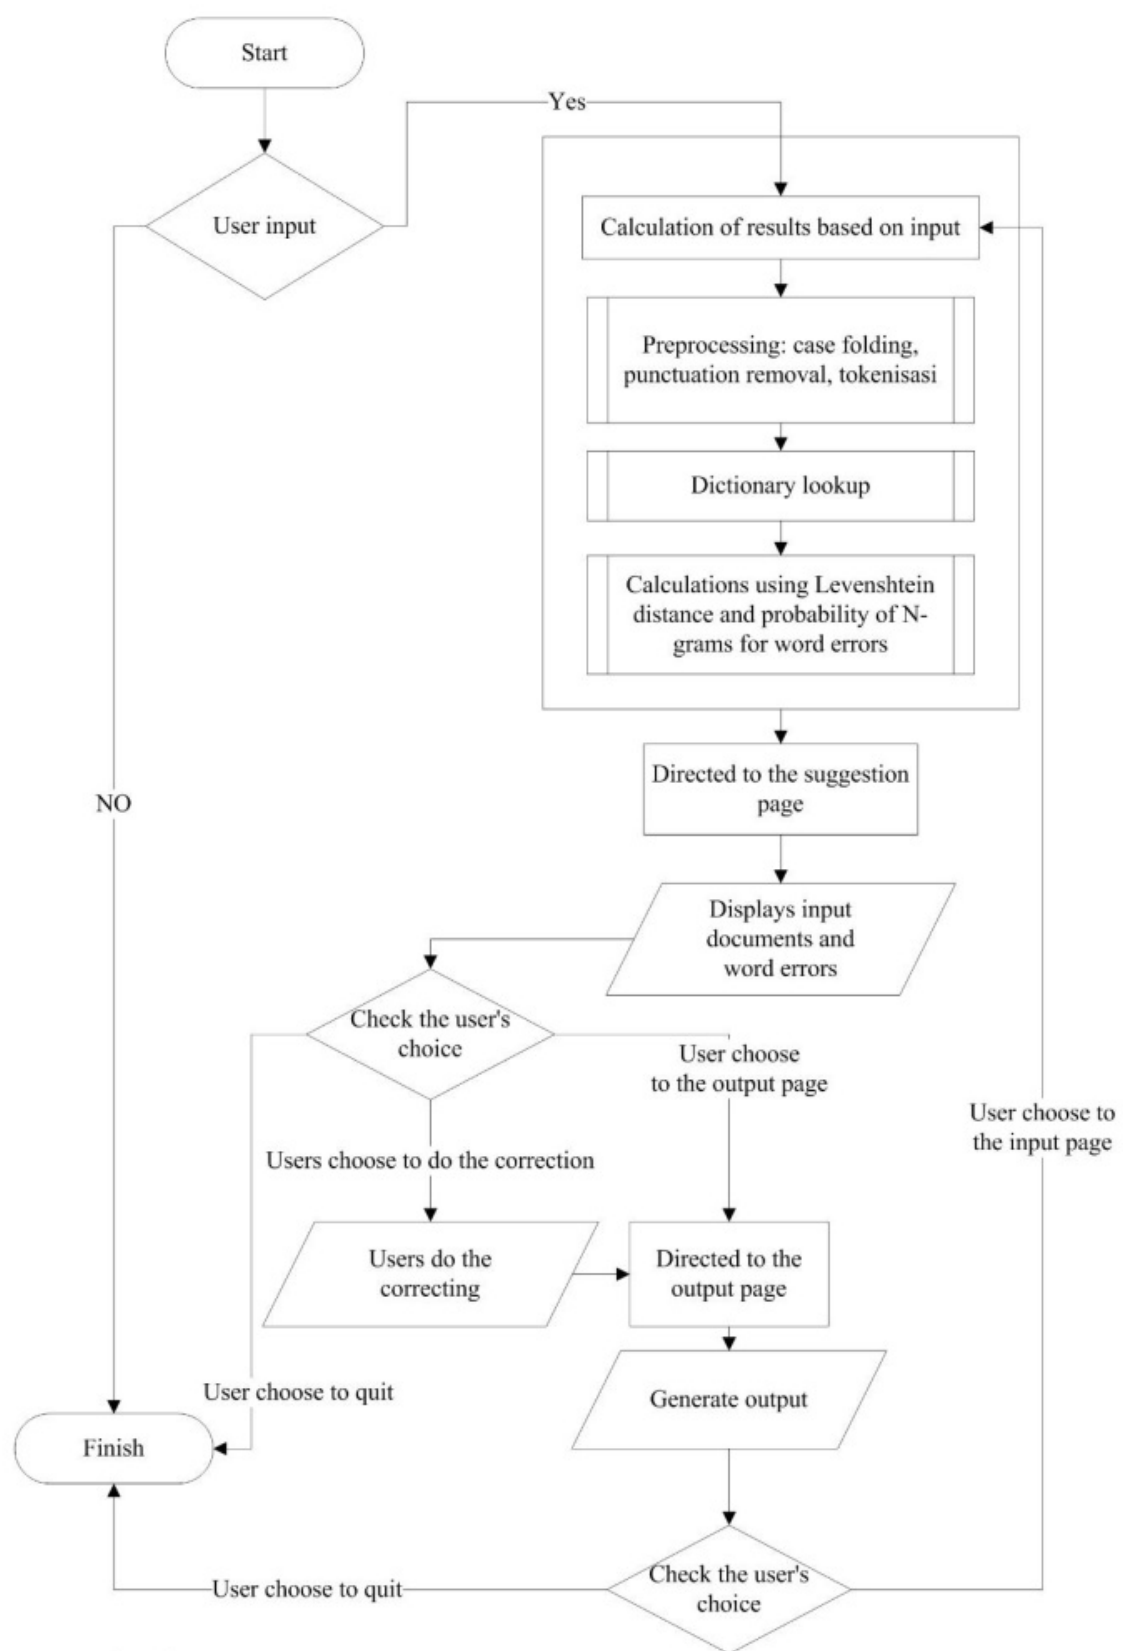 Start
Yes
User input
Calculation of results based on input
Preprocessing: case folding,
punctuation removal, tokenisasi
Dictionary lookup
Calculations using Levenshtein
distance and probability of N-
grams for word errors
Directed to the suggestion
page
NO
Displays input
documents and
word errors
Check the user's
choice
User choose
to the output page
User choose to
the input page
Users choose to do the correction
Users do the
correcting
Directed to the
output page
User choose to quit
Generate output
Finish
User choose to quit
Check the user's
choice